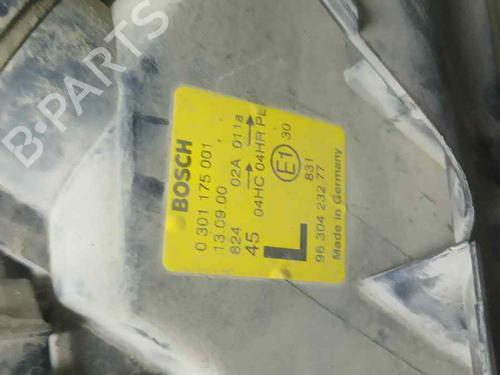 B-PARTS
BOSCH
0 301 175 001
13.09.00
824 02A 011a
45 04HC 04HR PL
E1 30
L 831
96 304 232.77
Made in Germany